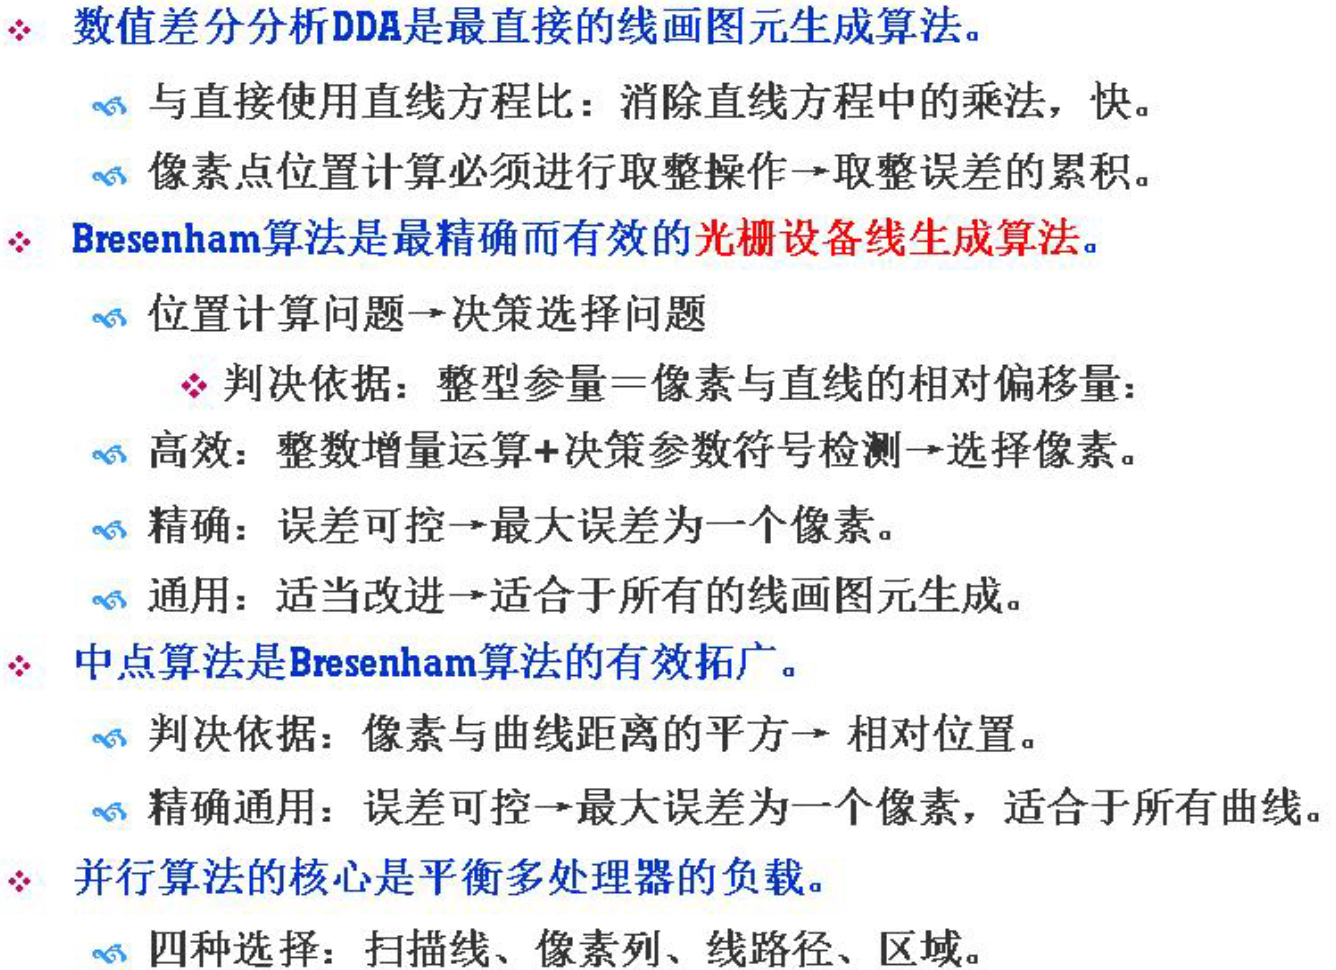 数值差分分析DDA是最直接的线画图元生成算法。
与直接使用直线方程比：消除直线方程中的乘法，快。
像素点位置计算必须进行取整操作→取整误差的累积。
Bresenham算法是最精确而有效的光栅设备线生成算法。
位置计算问题→决策选择问题
判决依据：整型参量＝像素与直线的相对偏移量：
高效：整数增量运算+决策参数符号检测→选择像素。
精确：误差可控→最大误差为一个像素。
通用：适当改进→适合于所有的线画图元生成。
中点算法是Bresenham算法的有效拓广。
判决依据：像素与曲线距离的平方→ 相对位置。
精确通用：误差可控→最大误差为一个像素，适合于所有曲线。
并行算法的核心是平衡多处理器的负载。
四种选择：扫描线、像素列、线路径、区域。